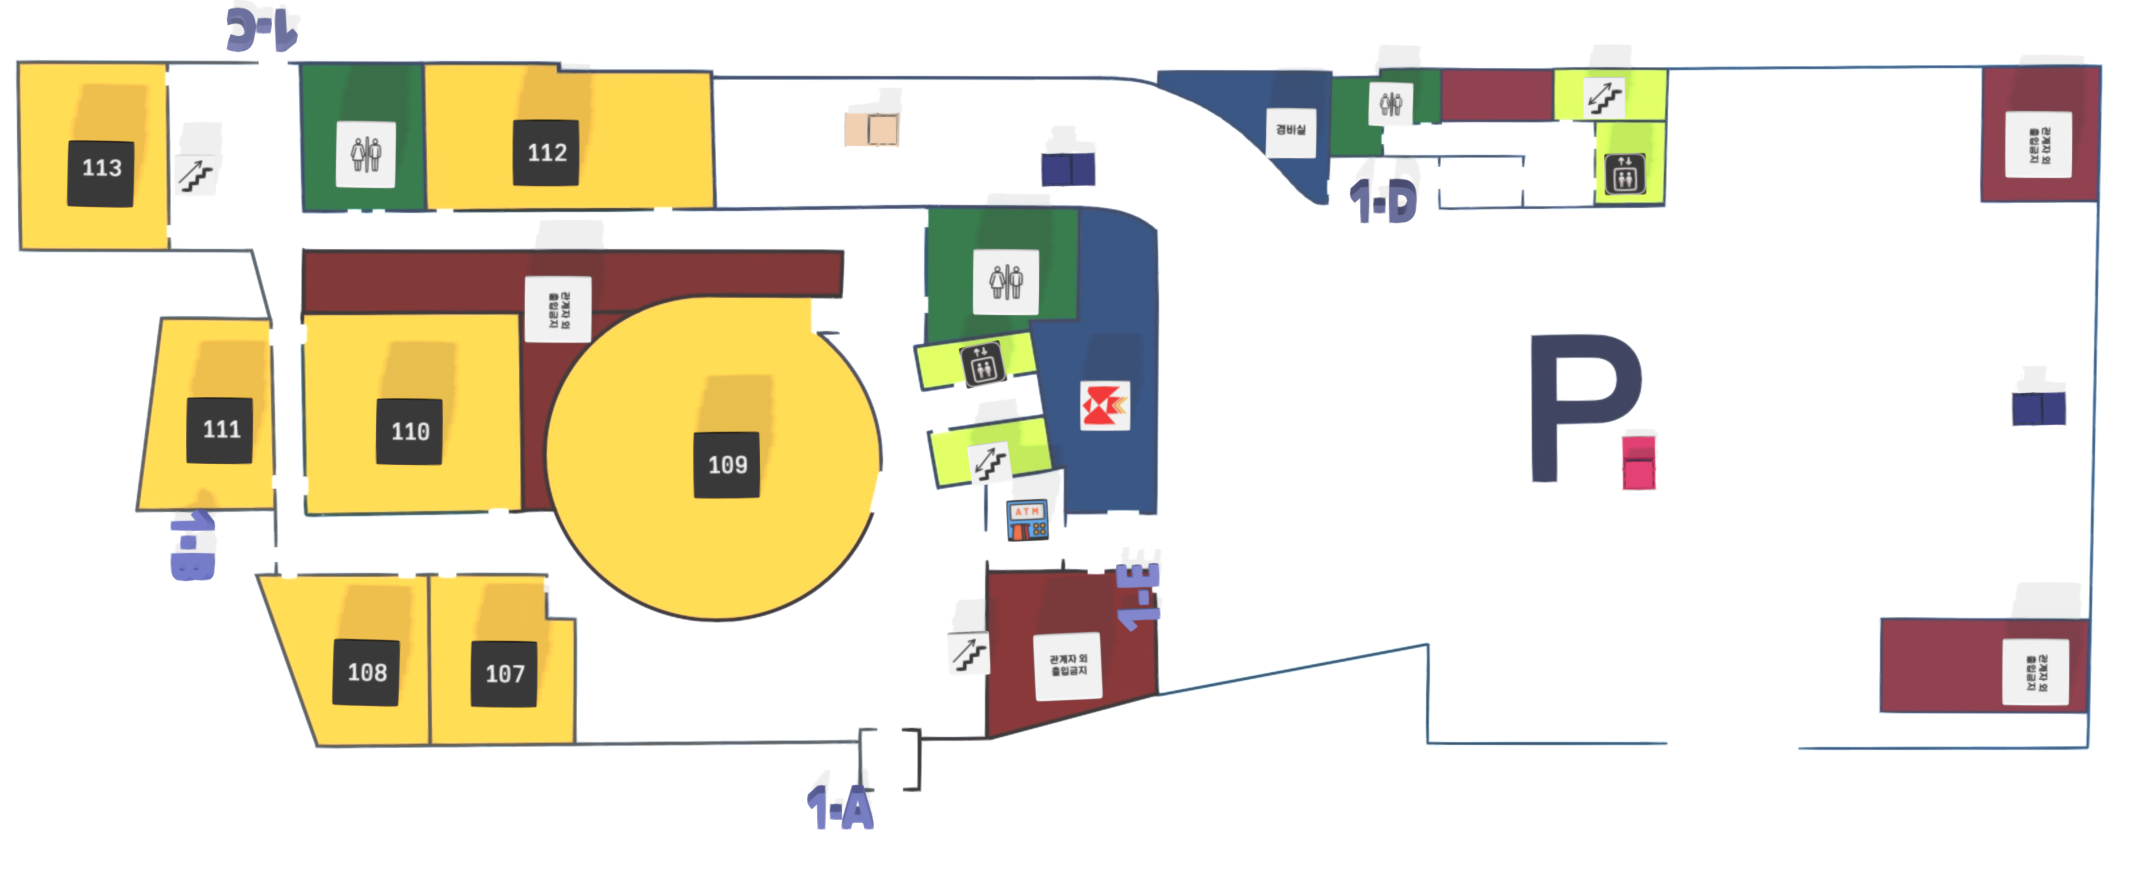 1-C
113
112
경비실
관계자 외
출입금지
1-D
관계자 외
출입금지
111
110
109
P
ATM
1-B
1-E
108
107
관계자 외
출입금지
관계자 외
출입금지
1-A